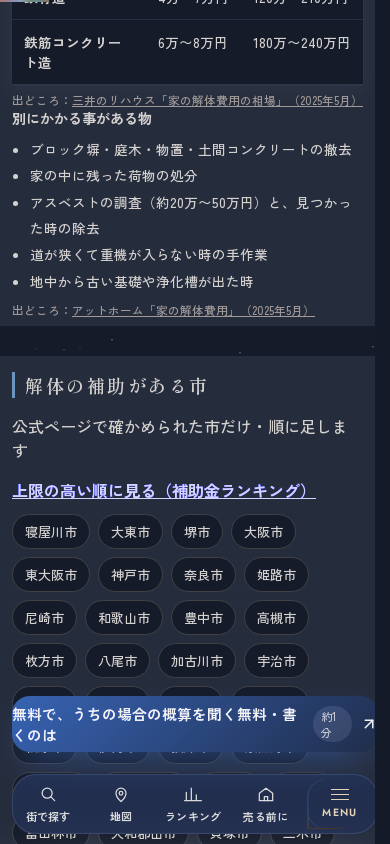 鉄筋コンクリー
ト造
6万〜8万円
180万〜240万円
出どころ：三井のリハウス「家の解体費用の相場」（2025年5月）
別にかかる事がある物
ブロック塀・庭木・物置・土間コンクリートの撤去
家の中に残った荷物の処分
アスベストの調査（約20万〜50万円）と、見つかっ
た時の除去
道が狭くて重機が入らない時の手作業
地中から古い基礎や浄化槽が出た時
出どころ：アットホーム「家の解体費用」（2025年5月）
解体の補助がある市
公式ページで確かめられた市だけ・順に足しま
す
上限の高い順に見る（補助金ランキング）
寝屋川市 大東市 堺市 大阪市
東大阪市 神戸市 奈良市 姫路市
尼崎市 和歌山市 豊中市 高槻市
枚方市 八尾市 加古川市 宇治市
無料で、うちの場合の概算を聞く無料・書
くのは
約1
分
街で探す 地図 ランキング 売る前に MENU
富田林市 大和郡山市 貝塚市 三木市